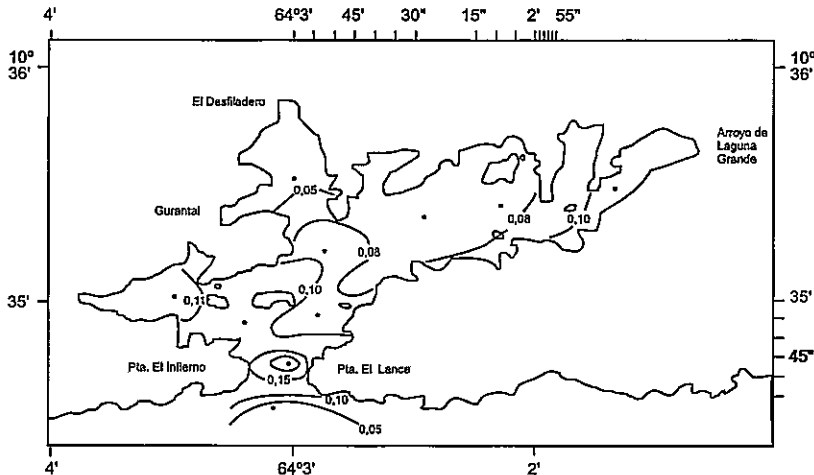 4' 64°3' 45" 30" 15" 2' 55"
10° 36'
10° 36'
El Desfiladero
Arroyo de Laguna Grande
0,05
Gurantal
0,08
0,10
0,08
0,10
0,11
35'
35'
Pta. El Infierno
Pta. El Lance
45"
0,15
0,10
0,05
4' 64°3' 2'